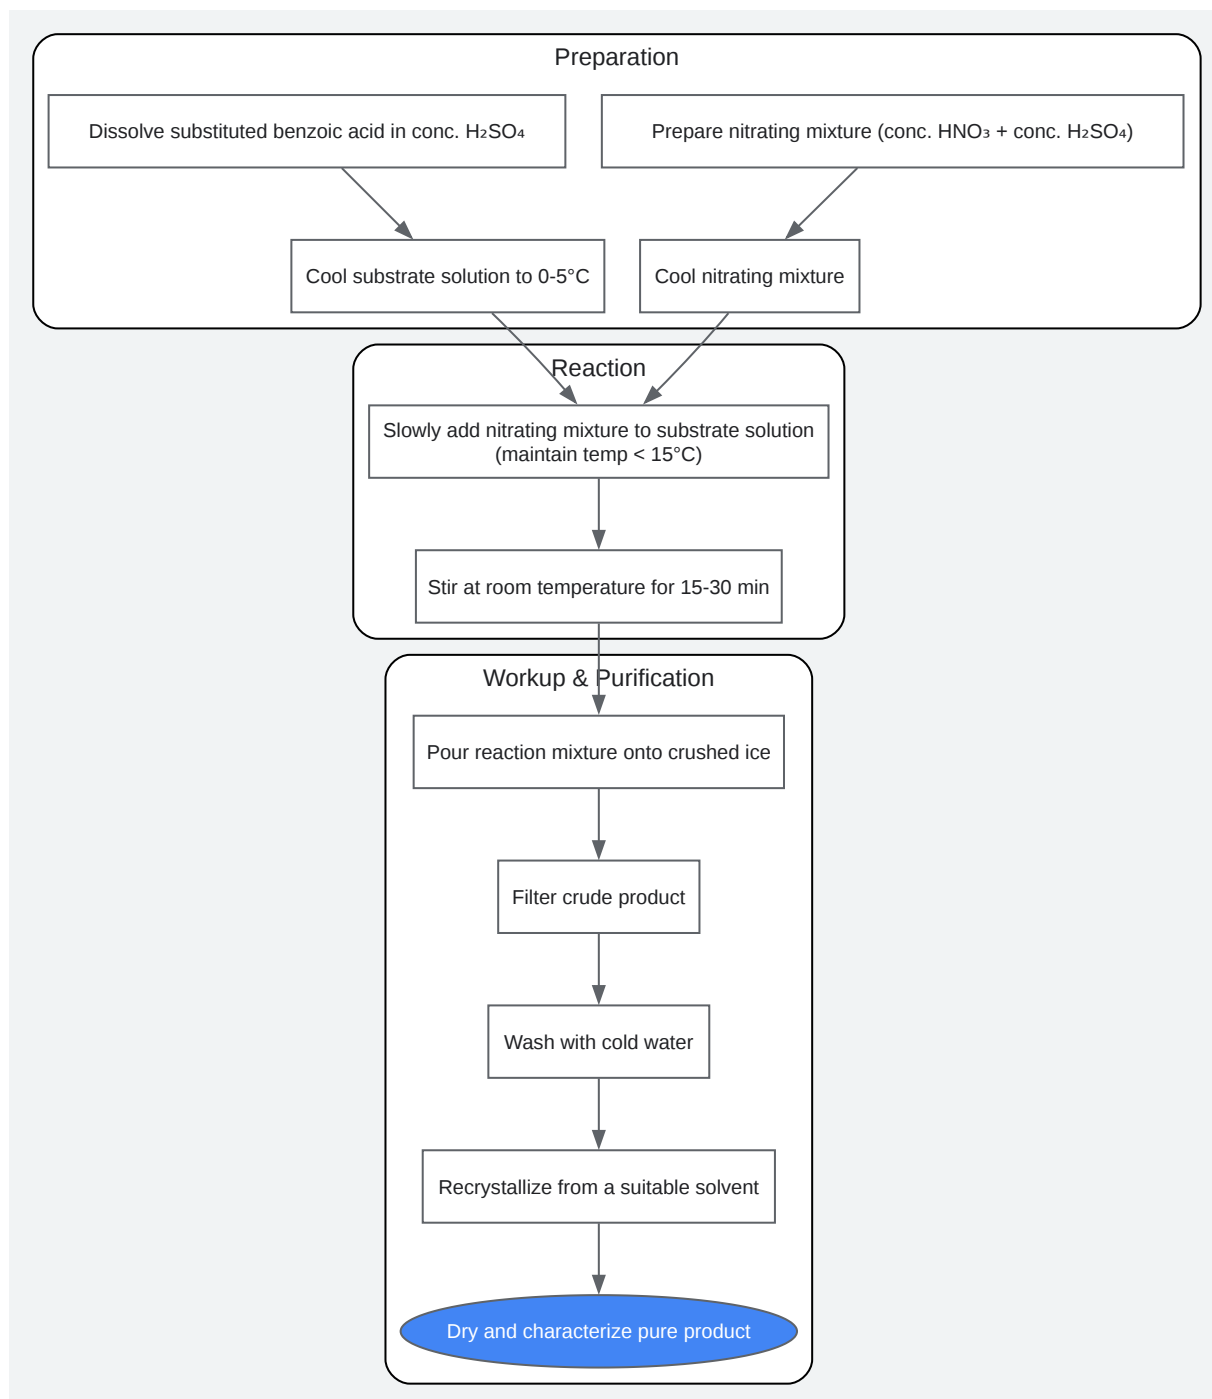 Preparation
Dissolve substituted benzoic acid in conc. H₂SO₄
Prepare nitrating mixture (conc. HNO₃ + conc. H₂SO₄)
Cool substrate solution to 0-5°C
Cool nitrating mixture
Reaction
Slowly add nitrating mixture to substrate solution
(maintain temp < 15°C)
Stir at room temperature for 15-30 min
Workup & Purification
Pour reaction mixture onto crushed ice
Filter crude product
Wash with cold water
Recrystallize from a suitable solvent
Dry and characterize pure product